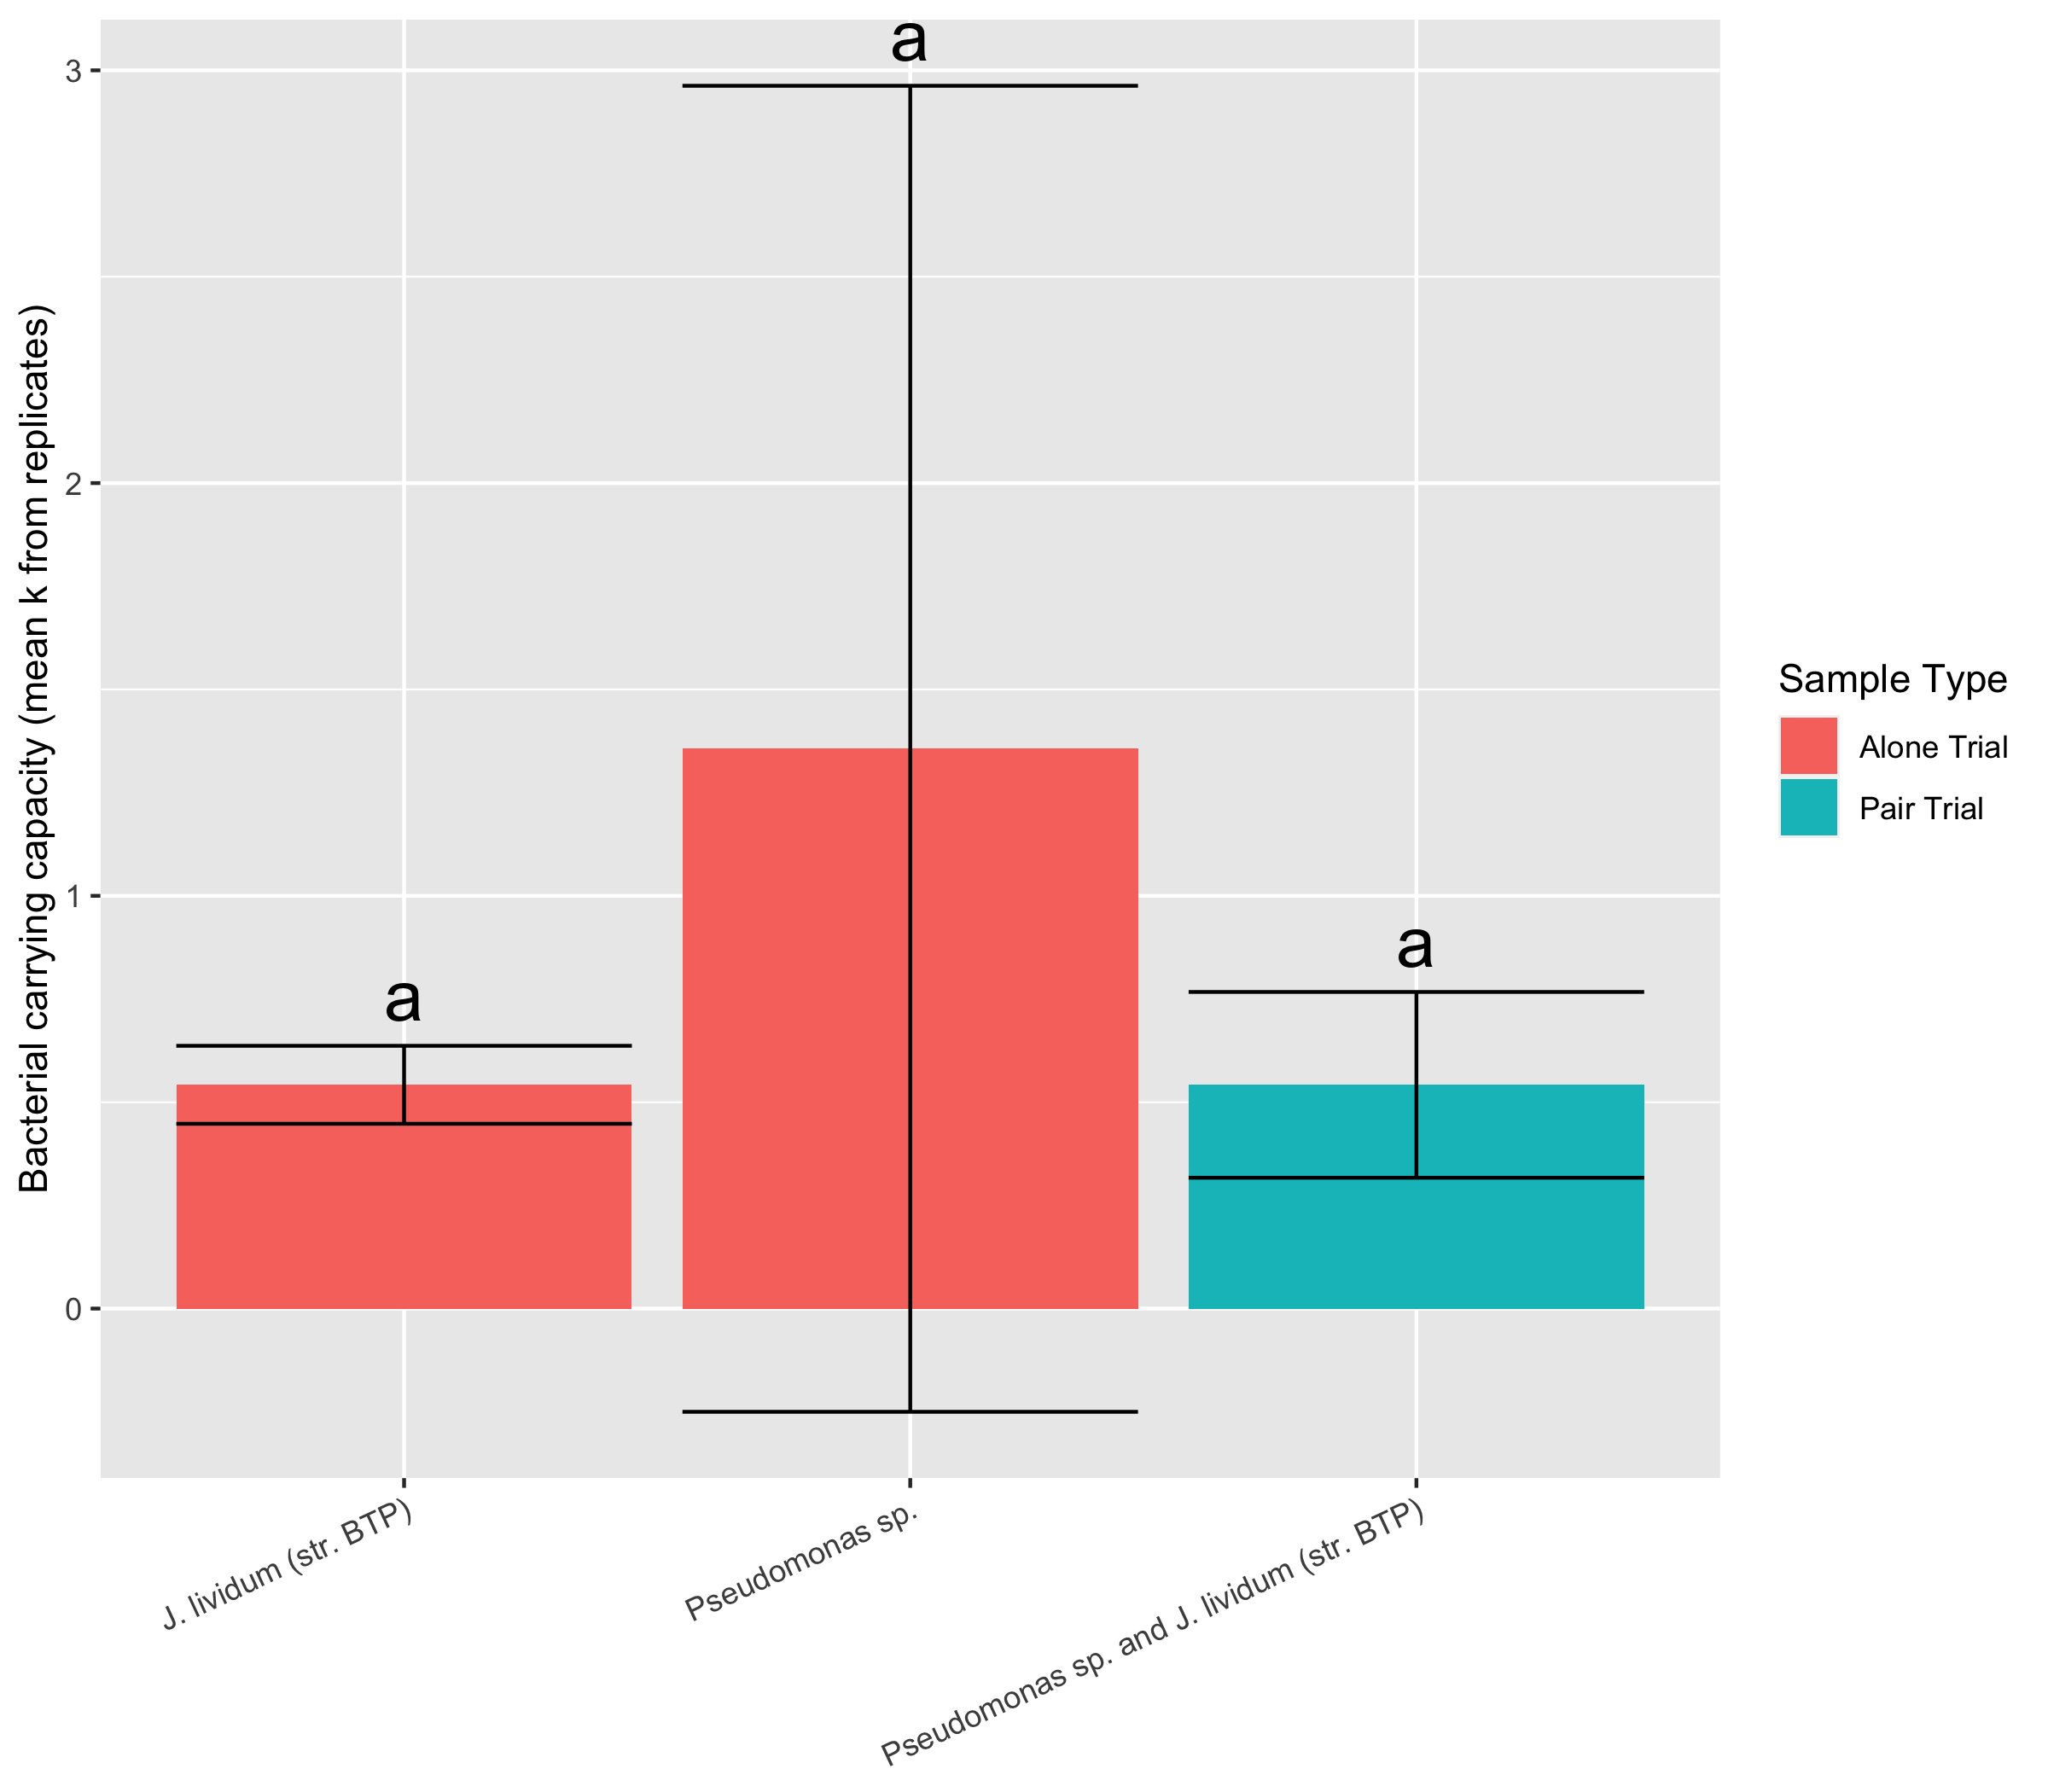 Bacterial carrying capacity (mean k from replicates)
3
2
1
0
a
a
a
J. lividum (str. BTP)
Pseudomonas sp.
Pseudomonas sp. and J. lividum (str. BTP)
Sample Type
Alone Trial
Pair Trial